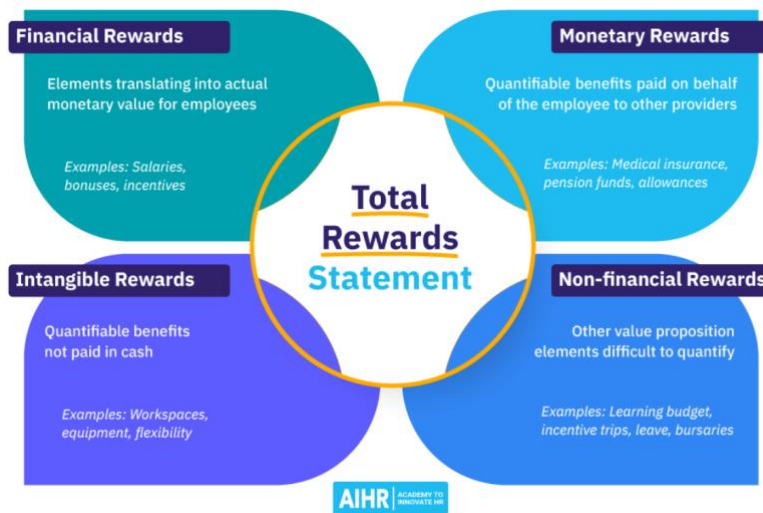 Financial Rewards
Elements translating into actual
monetary value for employees
Examples: Salaries,
bonuses, incentives
Monetary Rewards
Quantifiable benefits paid on behalf
of the employee to other providers
Examples: Medical insurance,
pension funds, allowances
Total
Rewards
Statement
Intangible Rewards
Quantifiable benefits
not paid in cash
Examples: Workspaces,
equipment, flexibility
Non-financial Rewards
Other value proposition
elements difficult to quantify
Examples: Learning budget,
incentive trips, leave, bursaries
AIHR
ACADEMY TO
INNOVATE HR